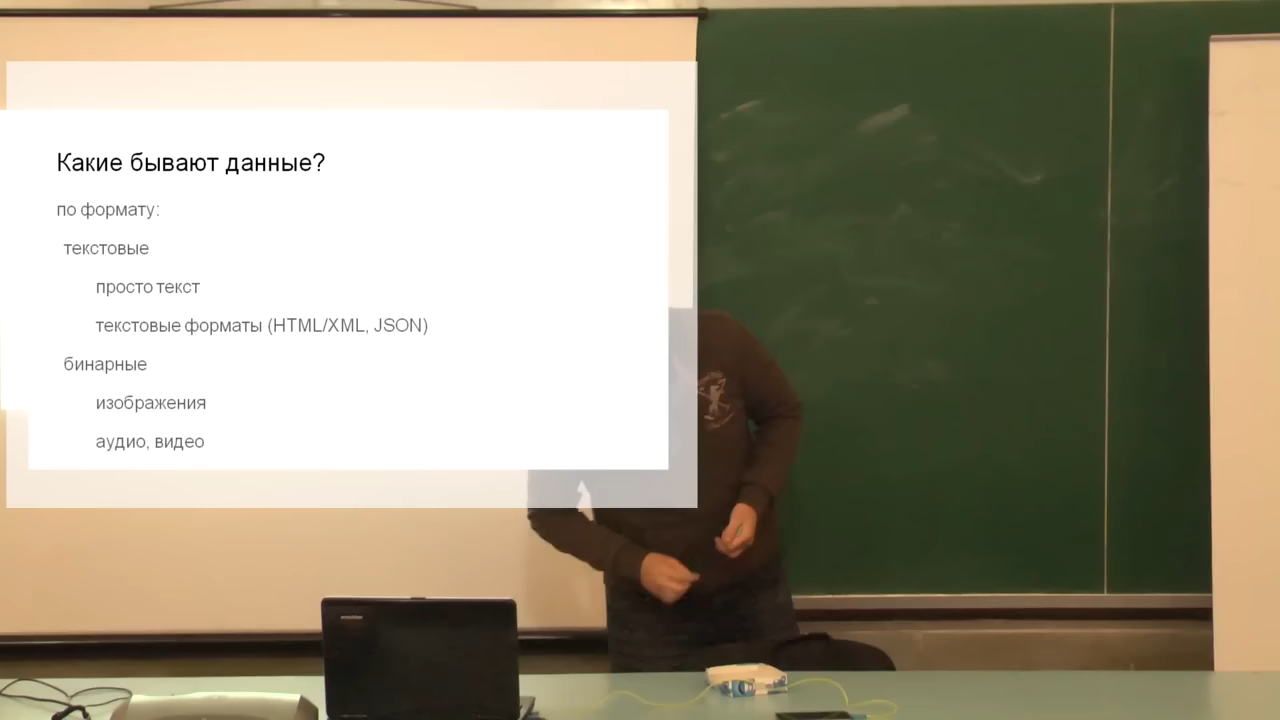 Какие бывают данные?
по формату:
текстовые
просто текст
текстовые форматы (HTML/XML, JSON)
бинарные
изображения
аудио, видео